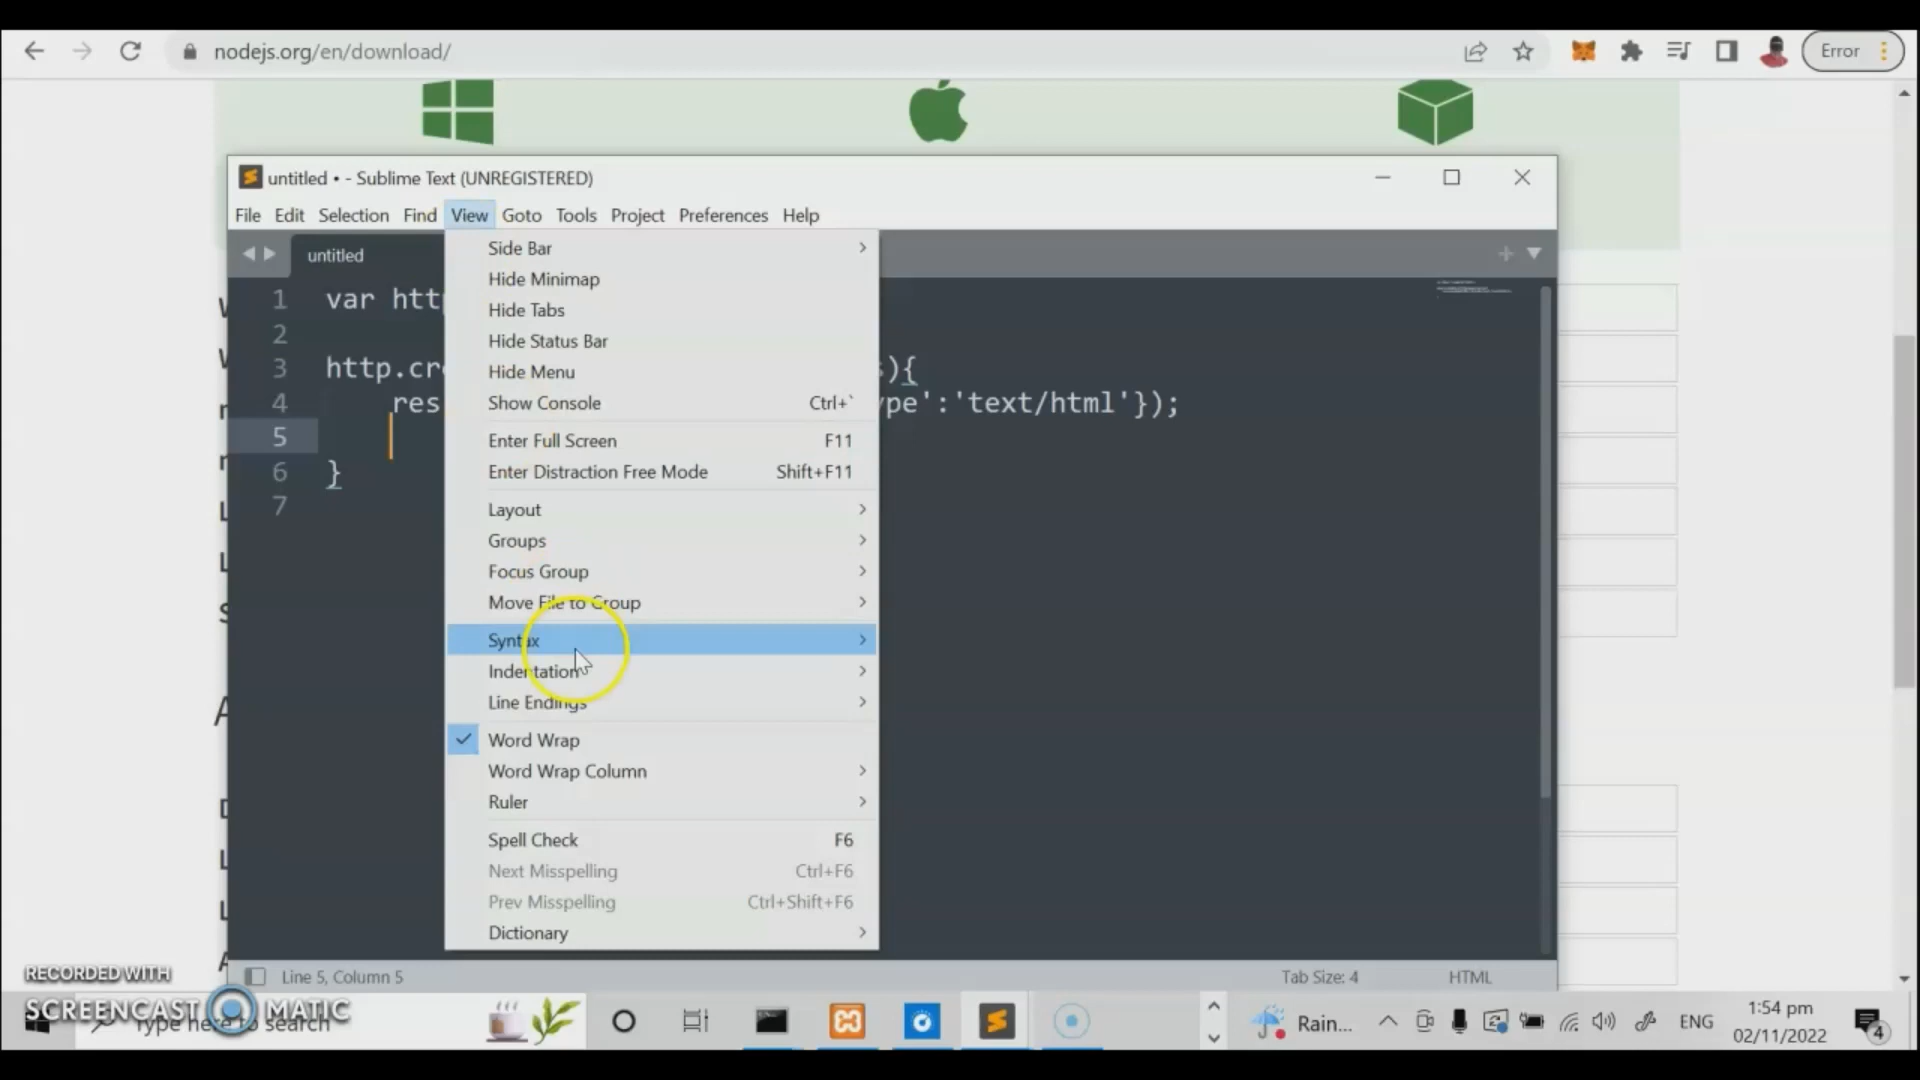 nodejs.org/en/download/
Error
untitled • - Sublime Text (UNREGISTERED)
File Edit Selection Find View Goto Tools Project Preferences Help
untitled
Side Bar
Hide Minimap
Hide Tabs
Hide Status Bar
Hide Menu
Show Console Ctrl+`
Enter Full Screen F11
Enter Distraction Free Mode Shift+F11
Layout
Groups
Focus Group
Move File to Group
Syntax
Indentation
Line Endings
Word Wrap
Word Wrap Column
Ruler
Spell Check F6
Next Misspelling Ctrl+F6
Prev Misspelling Ctrl+Shift+F6
Dictionary
1 var htt
2
3 http.cr ){
4 res pe':'text/html'});
5
6 }
7
Line 5, Column 5 Tab Size: 4 HTML
RECORDED WITH
SCREENCAST MATIC
Type here to search
Rain... ENG
1:54 pm
02/11/2022
4